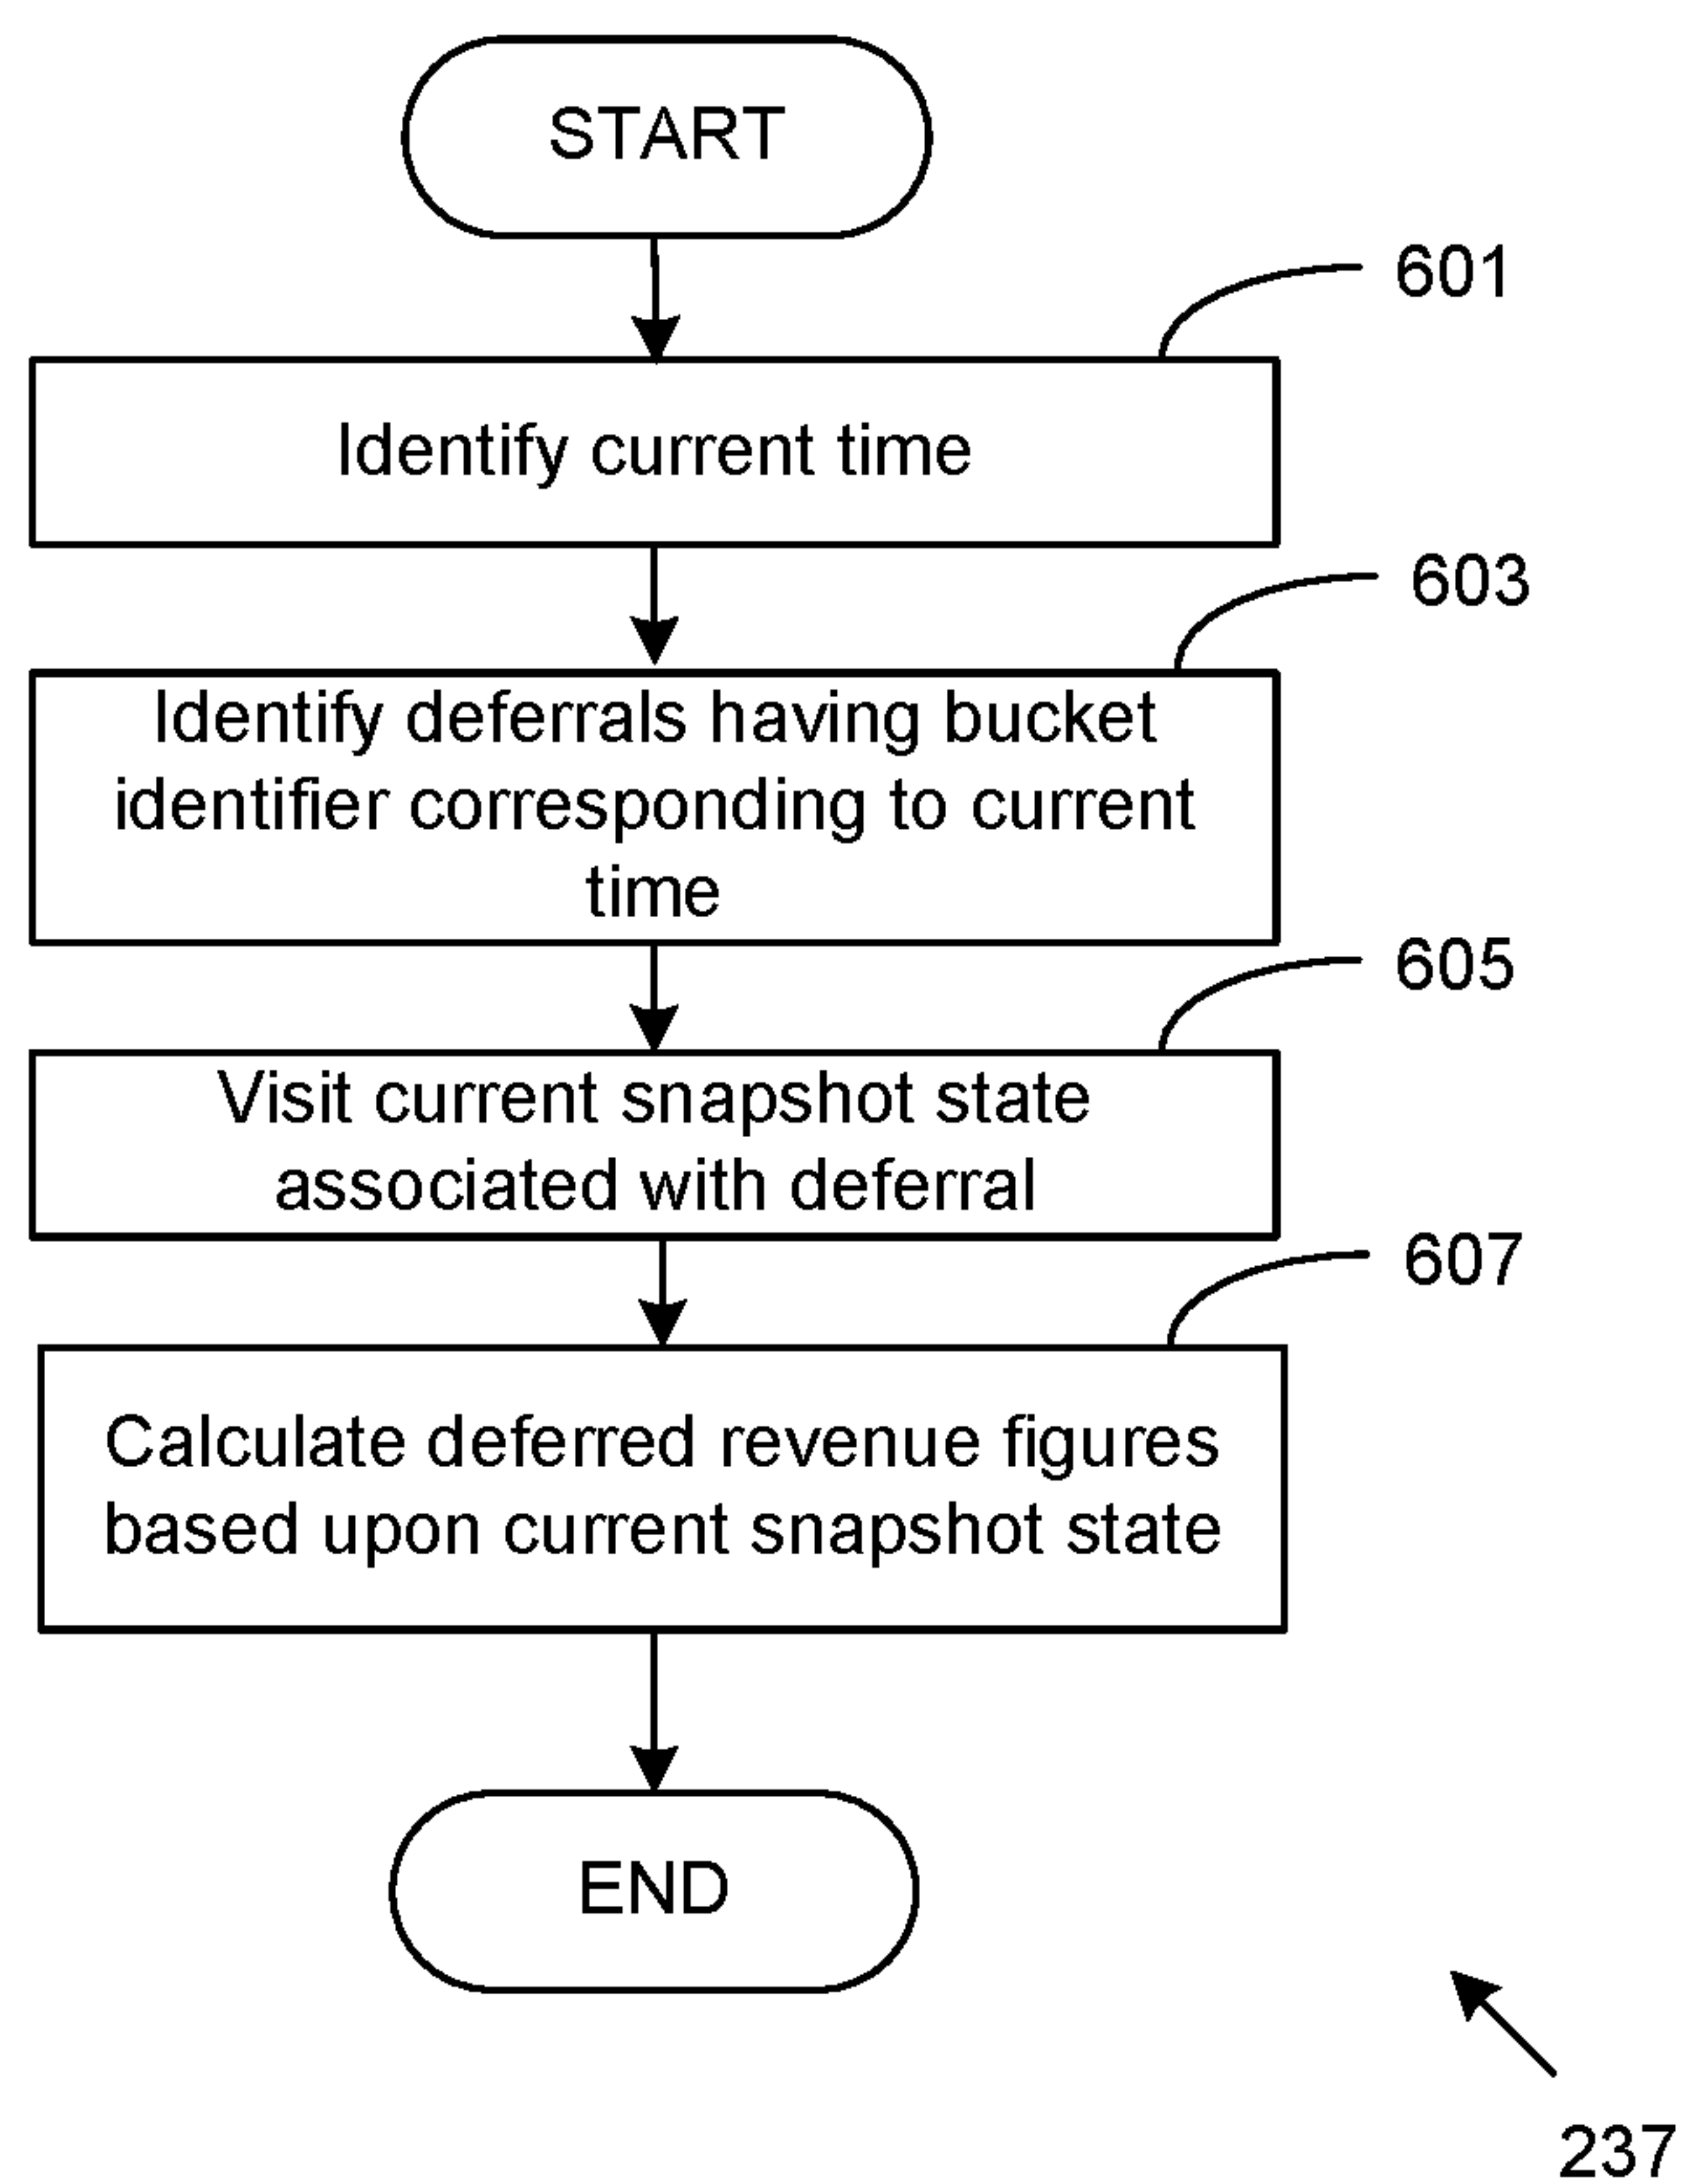 START
601
Identify current time
603
Identify deferrals having bucket
identifier corresponding to current
time
605
Visit current snapshot state
associated with deferral
607
Calculate deferred revenue figures
based upon current snapshot state
END
237